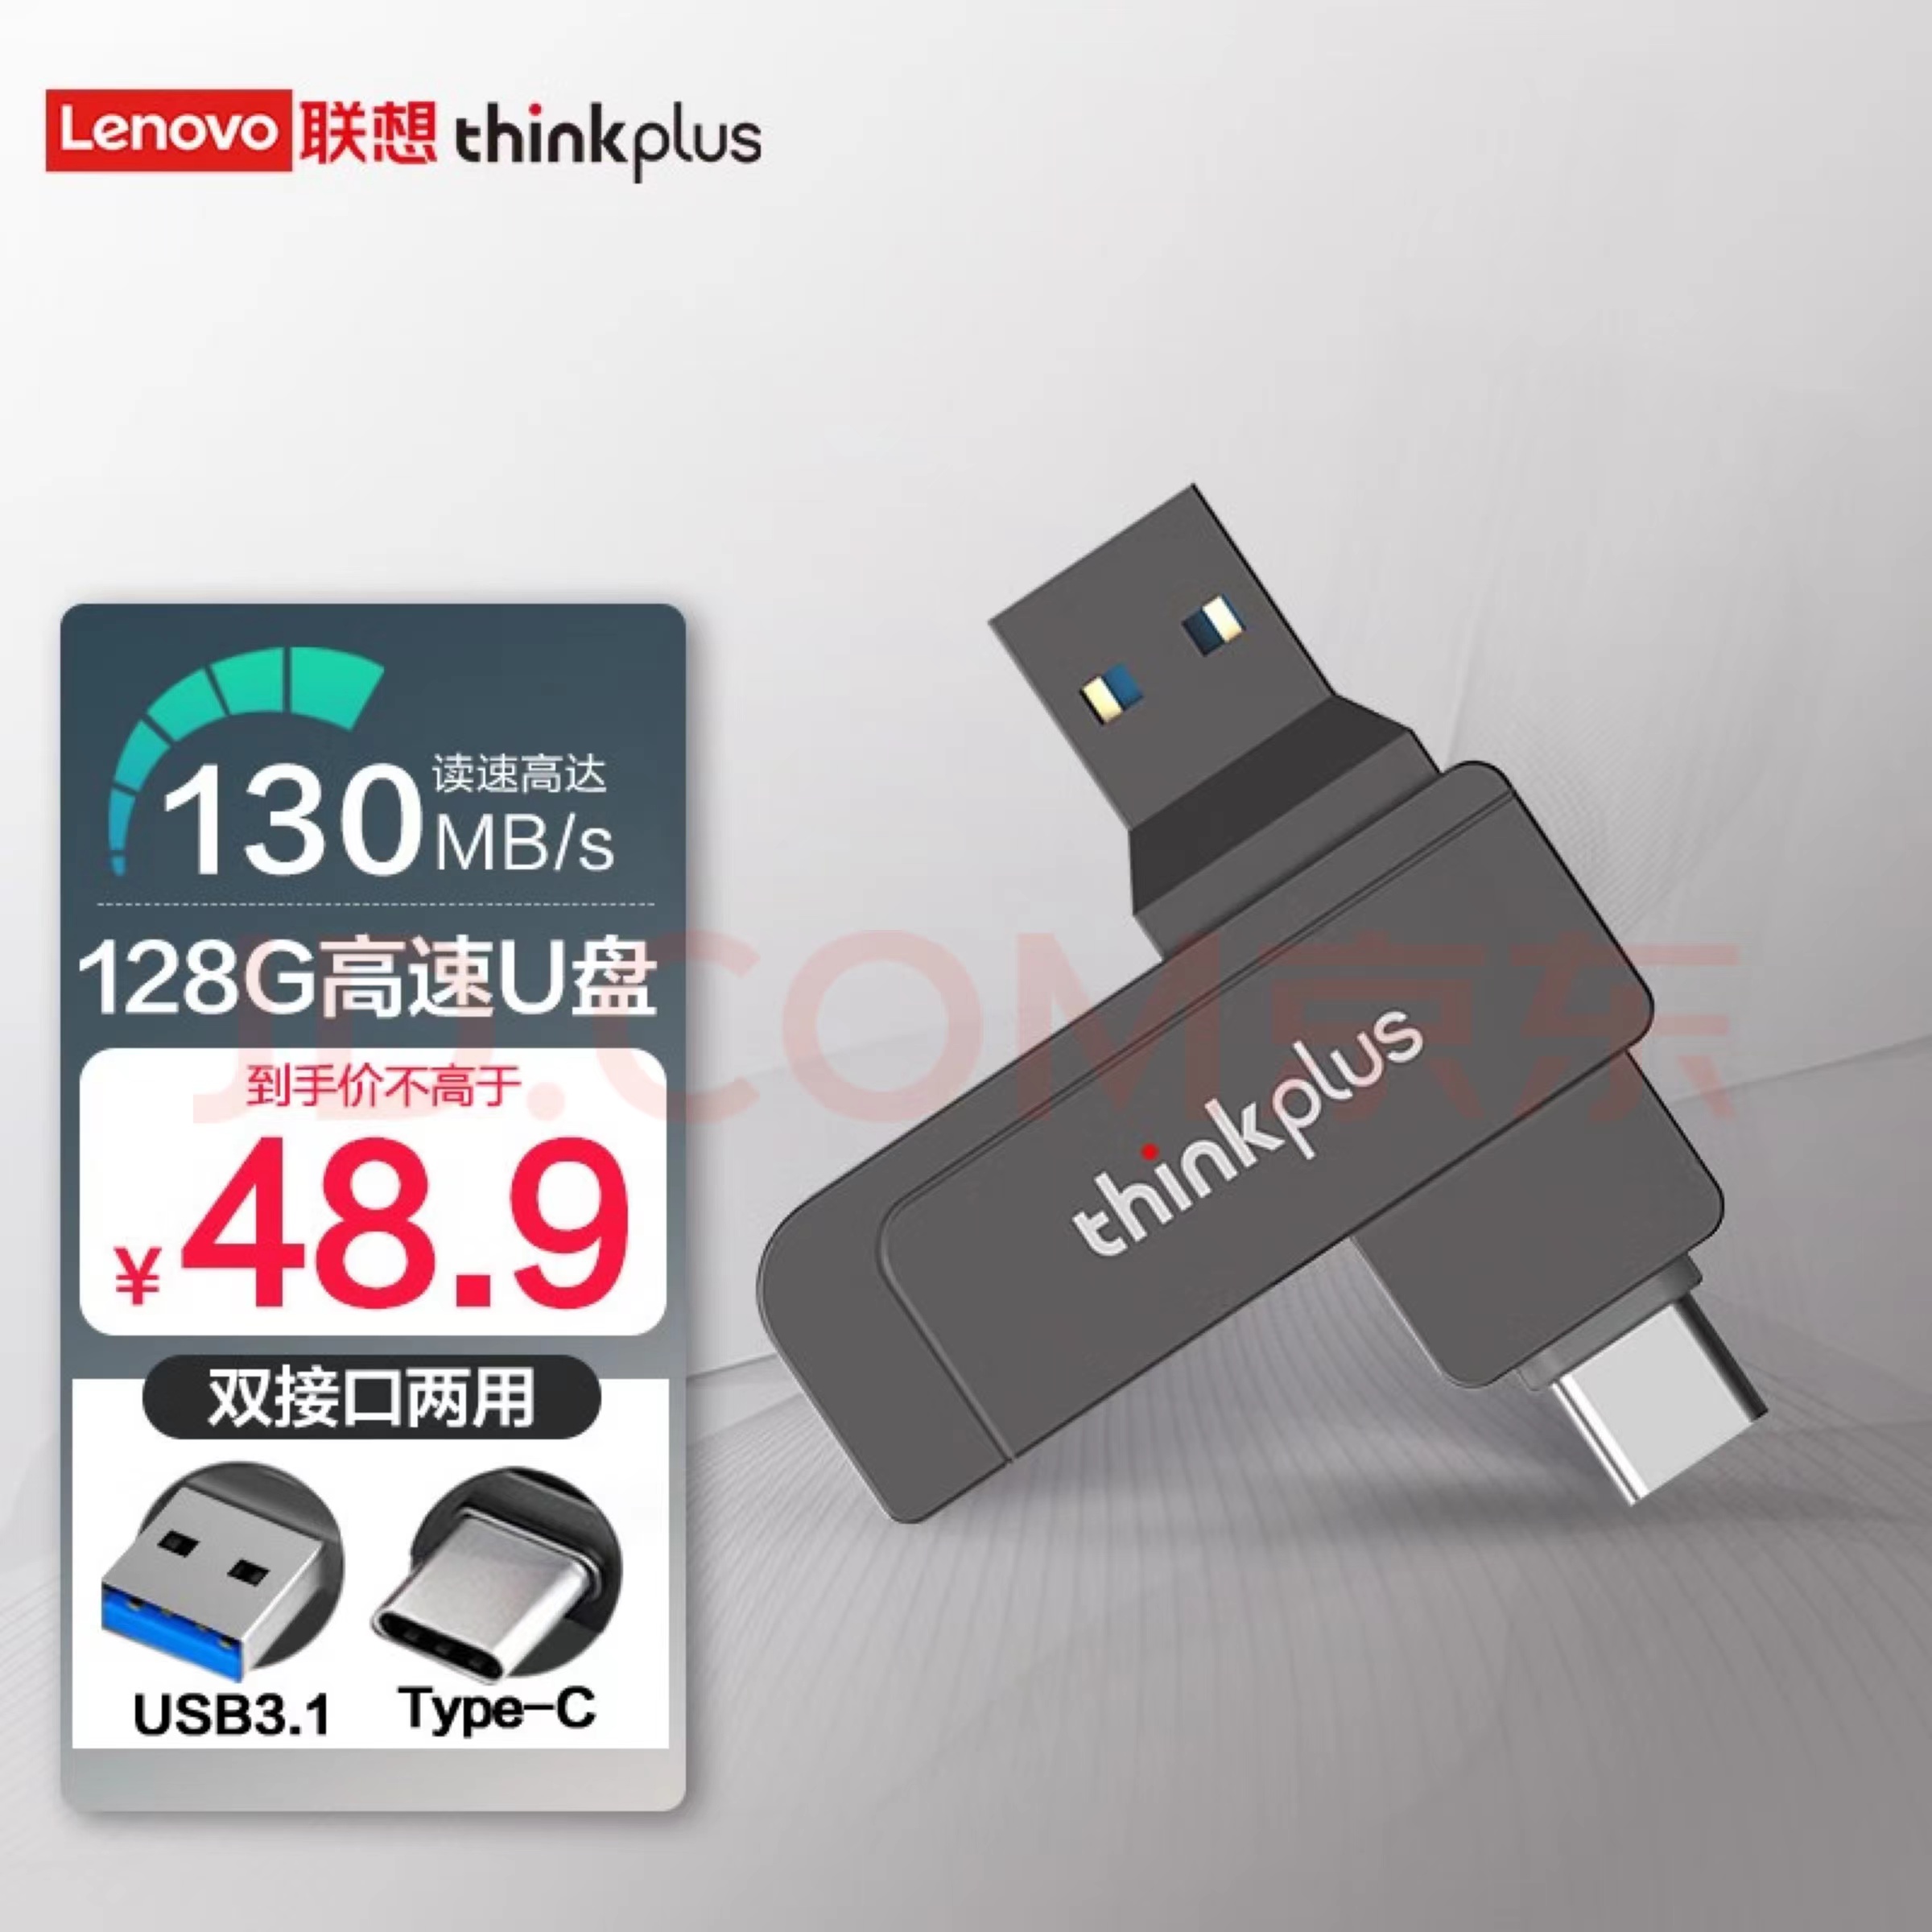 Lenovo联想 thinkplus
130 读速高达
MB/s
128G高速U盘
到手价不高于
¥48.9
双接口两用
USB3.1
Type-C
thinkplus
JD.COM京东